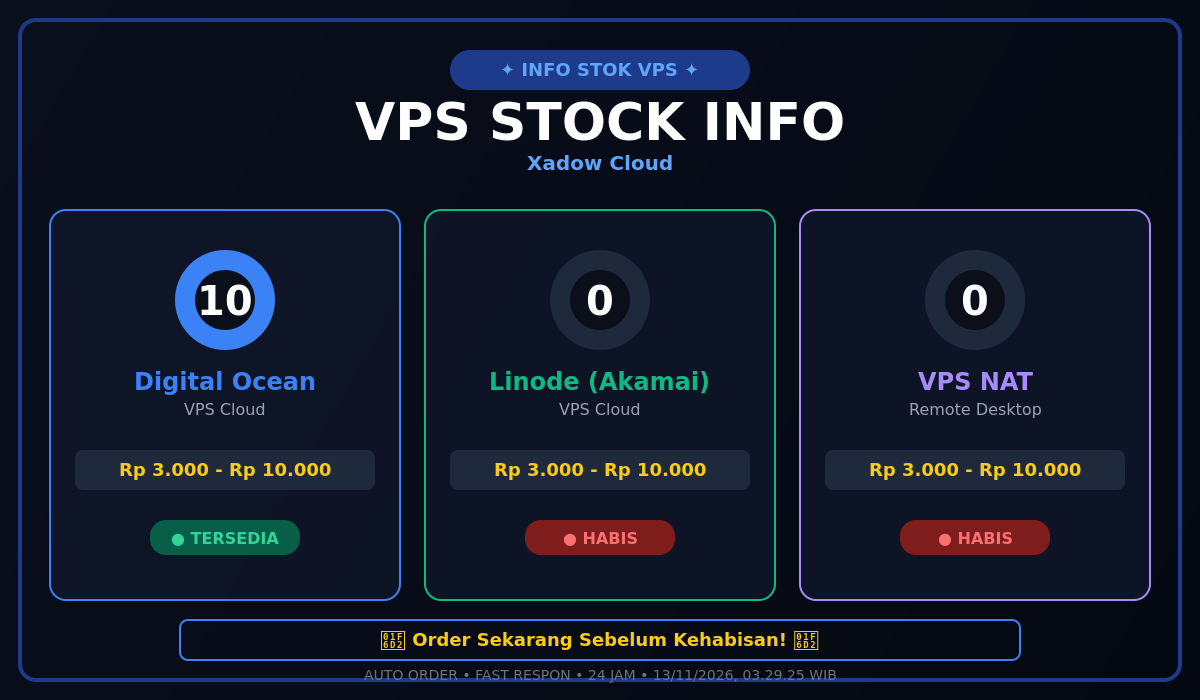 ✦ INFO STOK VPS ✦
VPS STOCK INFO
Xadow Cloud
10
Digital Ocean
VPS Cloud
Rp 3.000 - Rp 10.000
● TERSEDIA
0
Linode (Akamai)
VPS Cloud
Rp 3.000 - Rp 10.000
● HABIS
0
VPS NAT
Remote Desktop
Rp 3.000 - Rp 10.000
● HABIS
🛒 Order Sekarang Sebelum Kehabisan! 🛒
AUTO ORDER • FAST RESPON • 24 JAM • 13/11/2026, 03.29.25 WIB